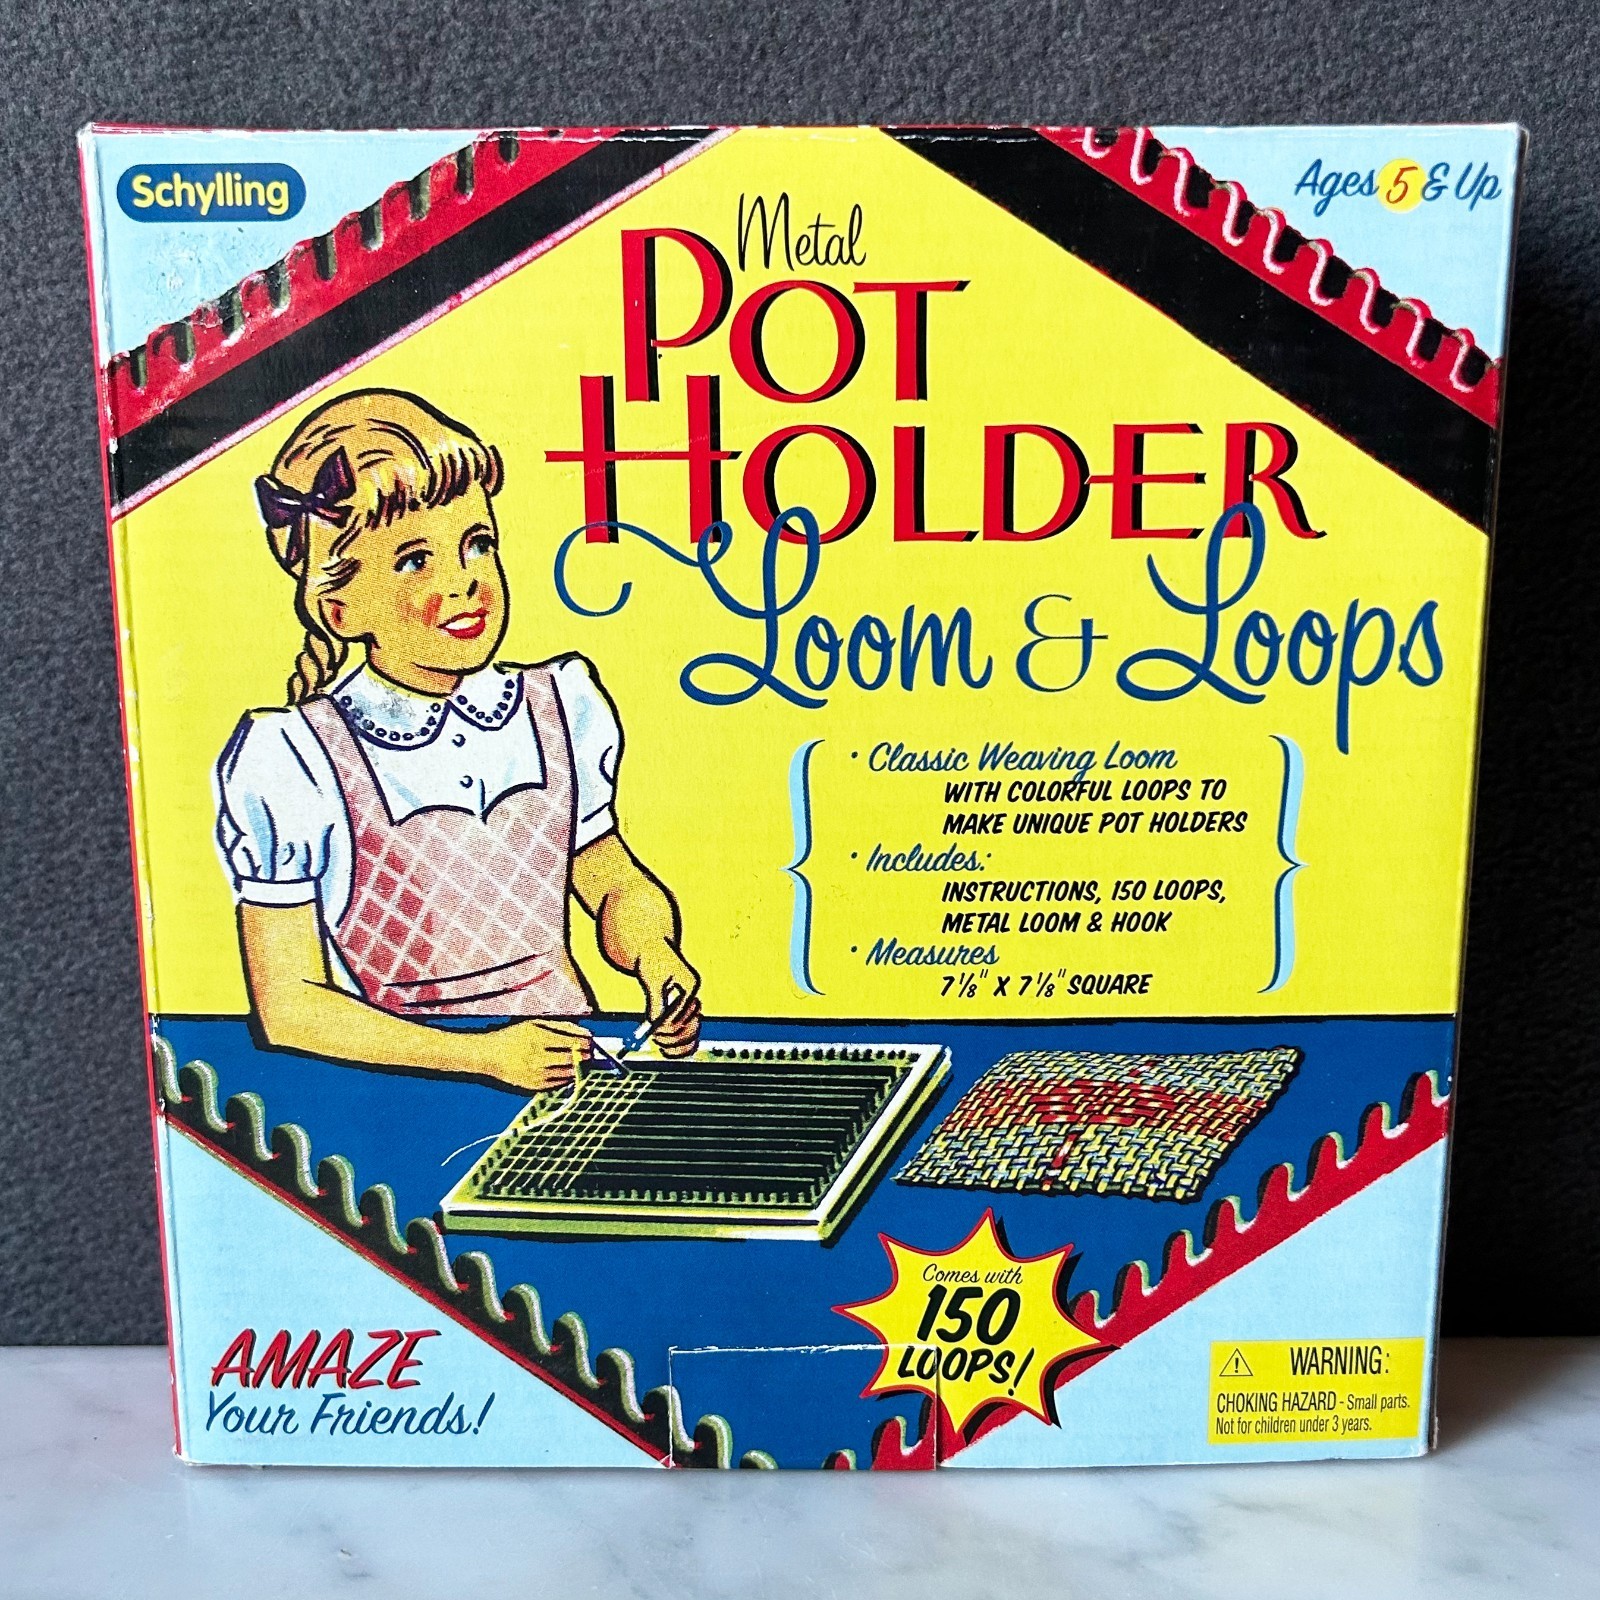 Schylling
Ages 5 & Up
Metal
POT
HOLDER
Loom & Loops
• Classic Weaving Loom
WITH COLORFUL LOOPS TO
MAKE UNIQUE POT HOLDERS
• Includes:
INSTRUCTIONS, 150 LOOPS,
METAL LOOM & HOOK
• Measures
7 1/8" X 7 1/8" SQUARE
Comes with
150
LOOPS!
AMAZE
Your Friends!
⚠ WARNING:
CHOKING HAZARD - Small parts.
Not for children under 3 years.